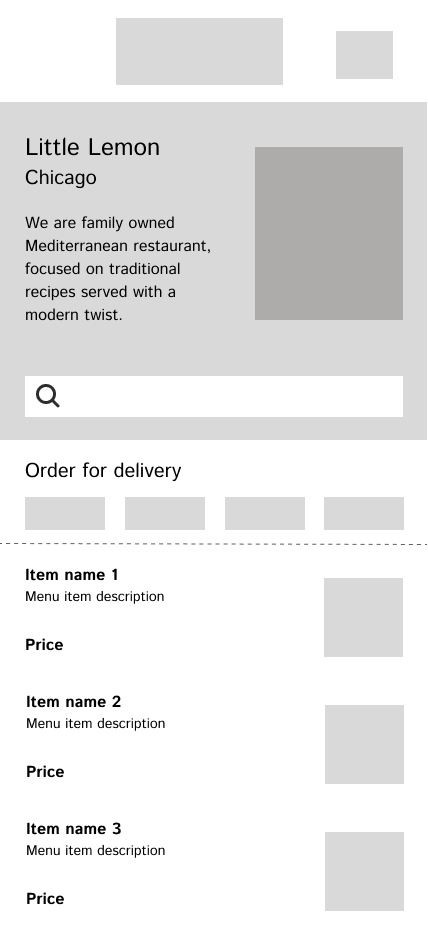 Little Lemon
Chicago
We are family owned
Mediterranean restaurant,
focused on traditional
recipes served with a
modern twist.
Order for delivery
Item name 1
Menu item description
Price
Item name 2
Menu item description
Price
Item name 3
Menu item description
Price